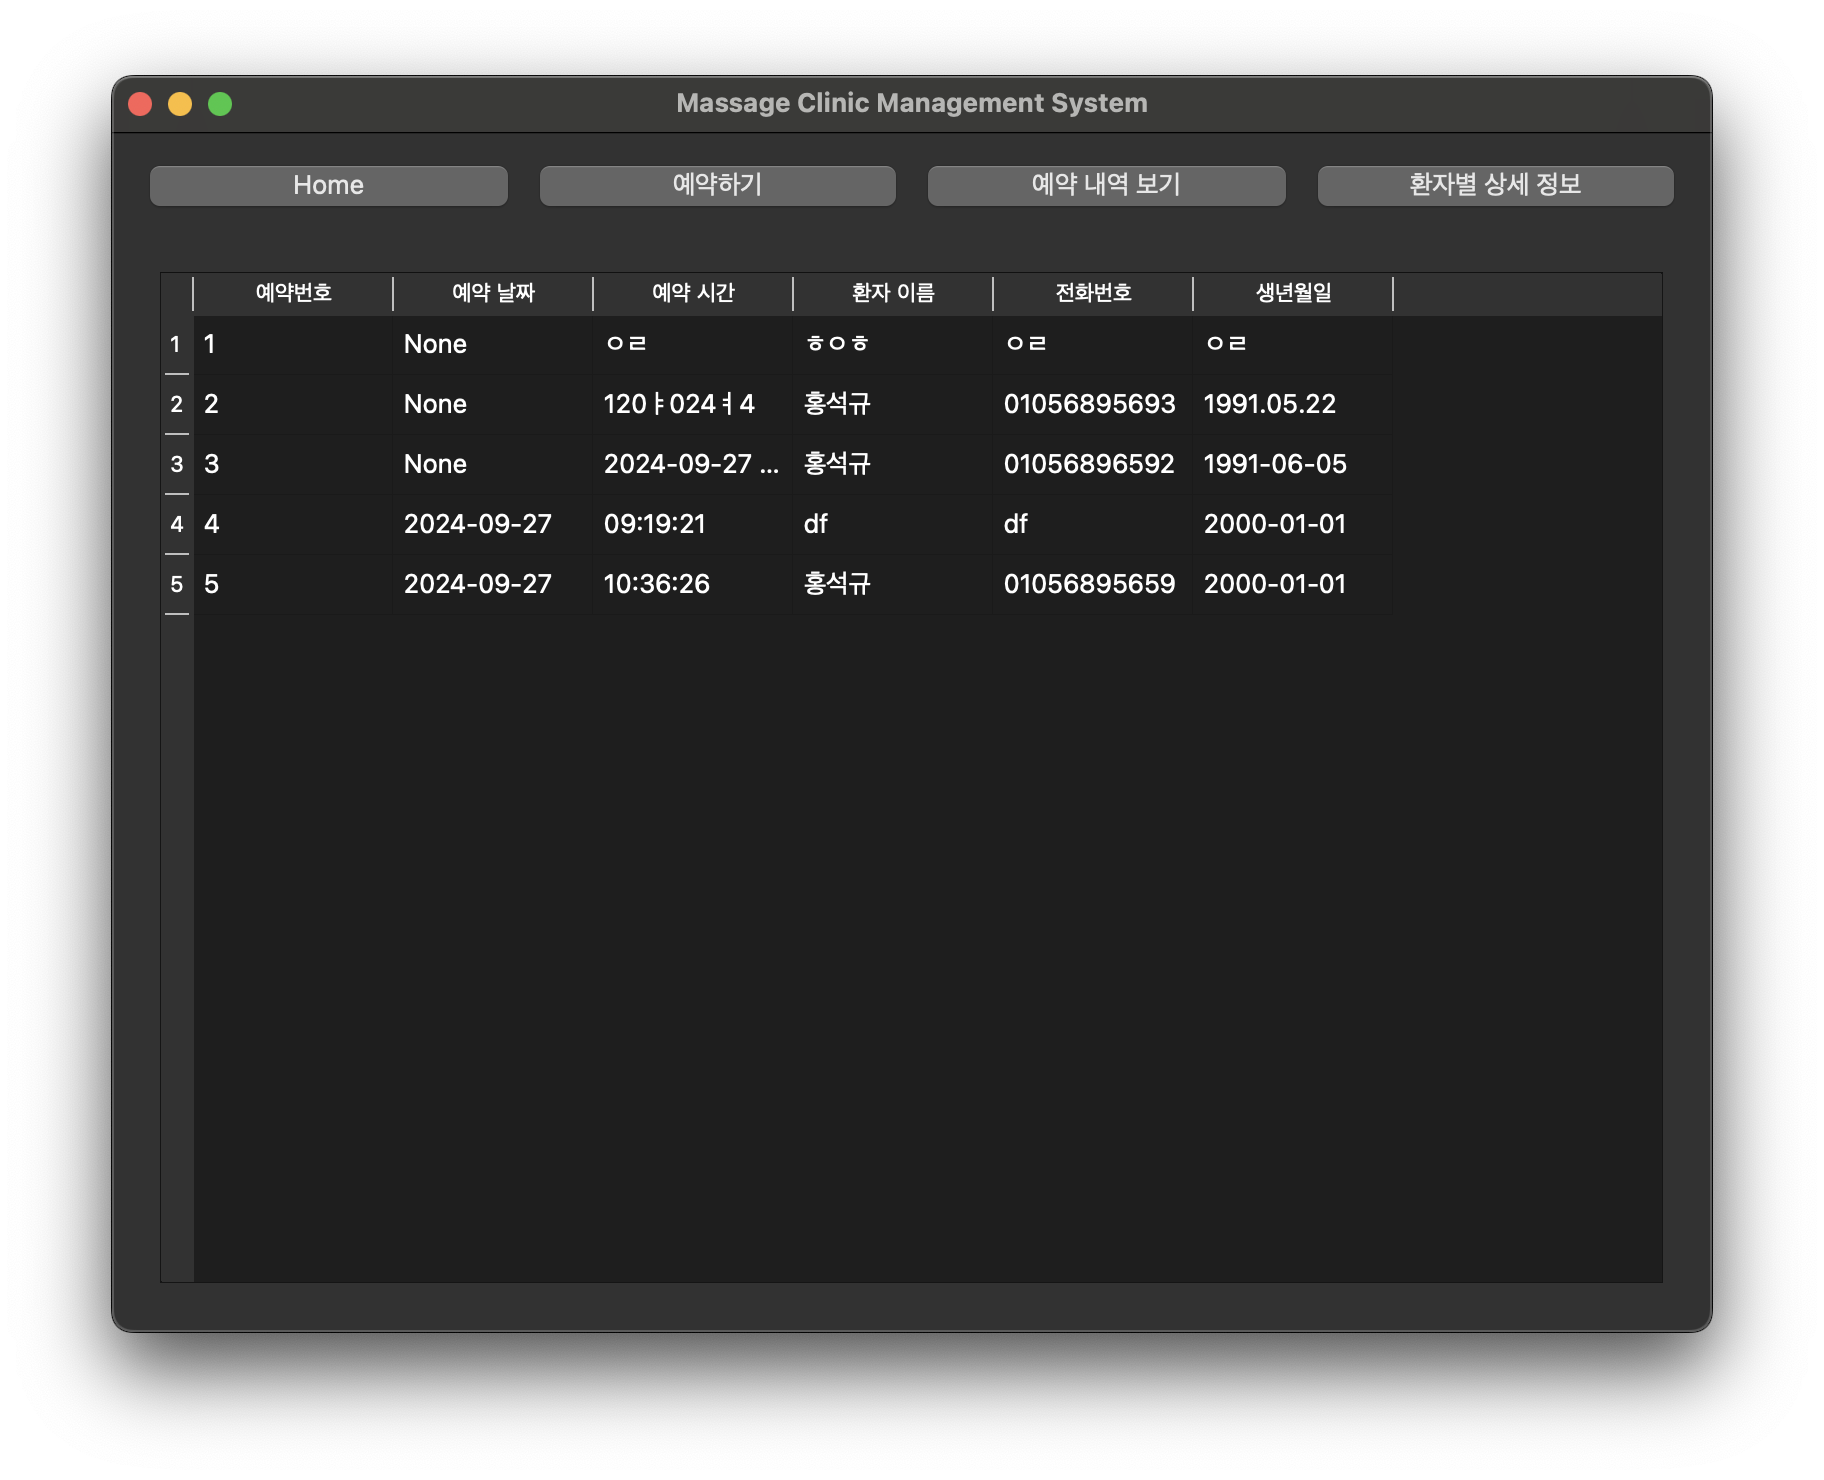 Massage Clinic Management System
Home 예약하기 예약 내역 보기 환자별 상세 정보
예약번호 예약 날짜 예약 시간 환자 이름 전화번호 생년월일
1 1 None ㅇㄹ ㅎㅇㅎ ㅇㄹ ㅇㄹ
2 2 None 120ㅑ024ㅕ4 홍석규 01056895693 1991.05.22
3 3 None 2024-09-27 ... 홍석규 01056896592 1991-06-05
4 4 2024-09-27 09:19:21 df df 2000-01-01
5 5 2024-09-27 10:36:26 홍석규 01056895659 2000-01-01